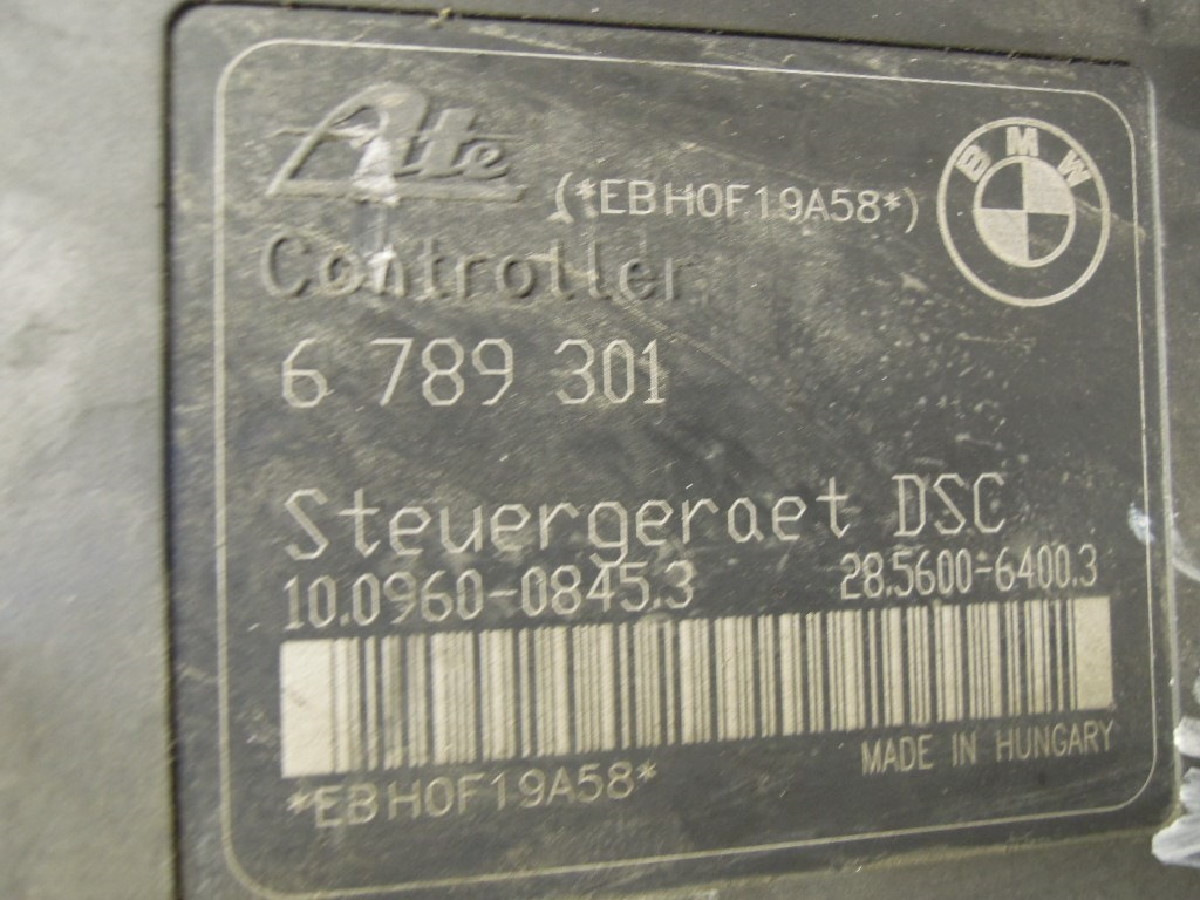 Ate
(*EBH0F19A58*)
BMW
Controller
6 789 301
Steuergeraet DSC
10.0960-0845.3 28.5600-6400.3
*EBH0F19A58*
MADE IN HUNGARY